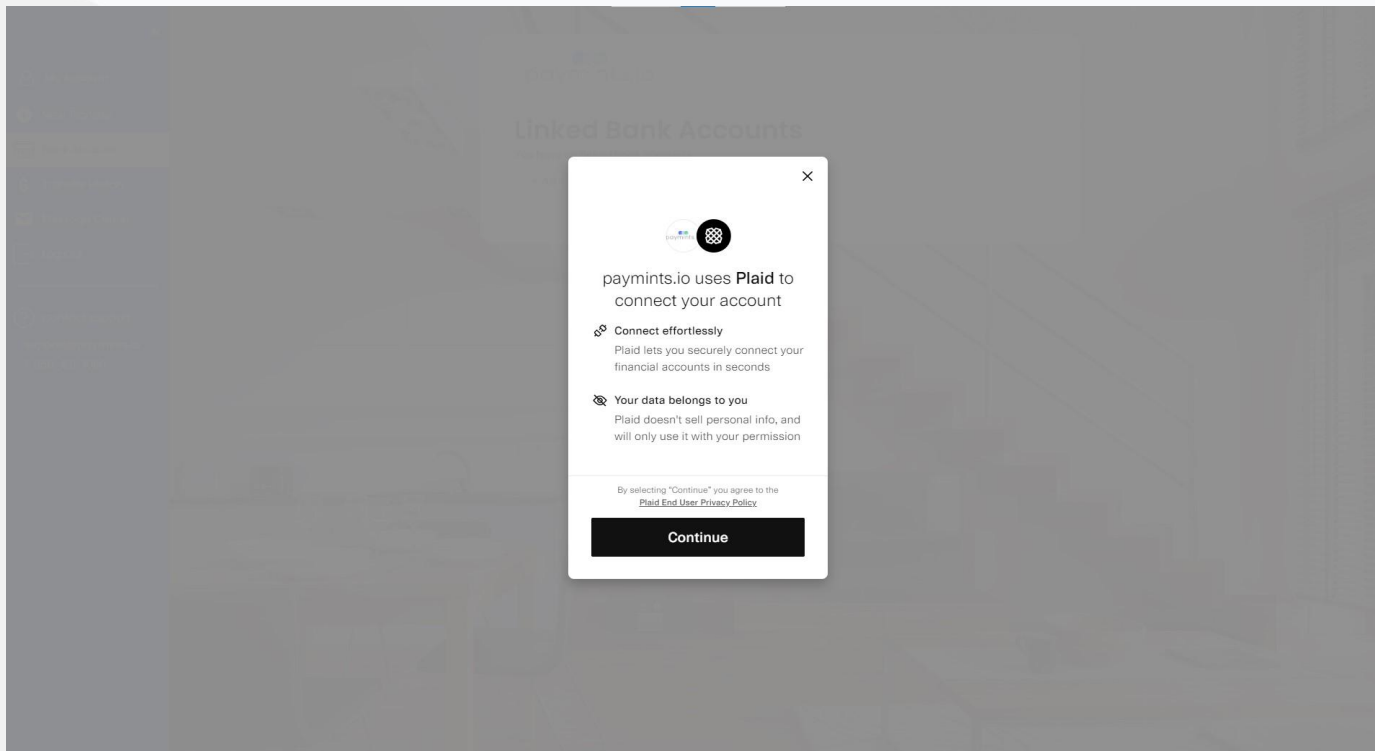 Linked Bank Accounts
paymints
paymints.io uses Plaid to
connect your account
Connect effortlessly
Plaid lets you securely connect your
financial accounts in seconds
Your data belongs to you
Plaid doesn't sell personal info, and
will only use it with your permission
By selecting "Continue" you agree to the
Plaid End User Privacy Policy
Continue